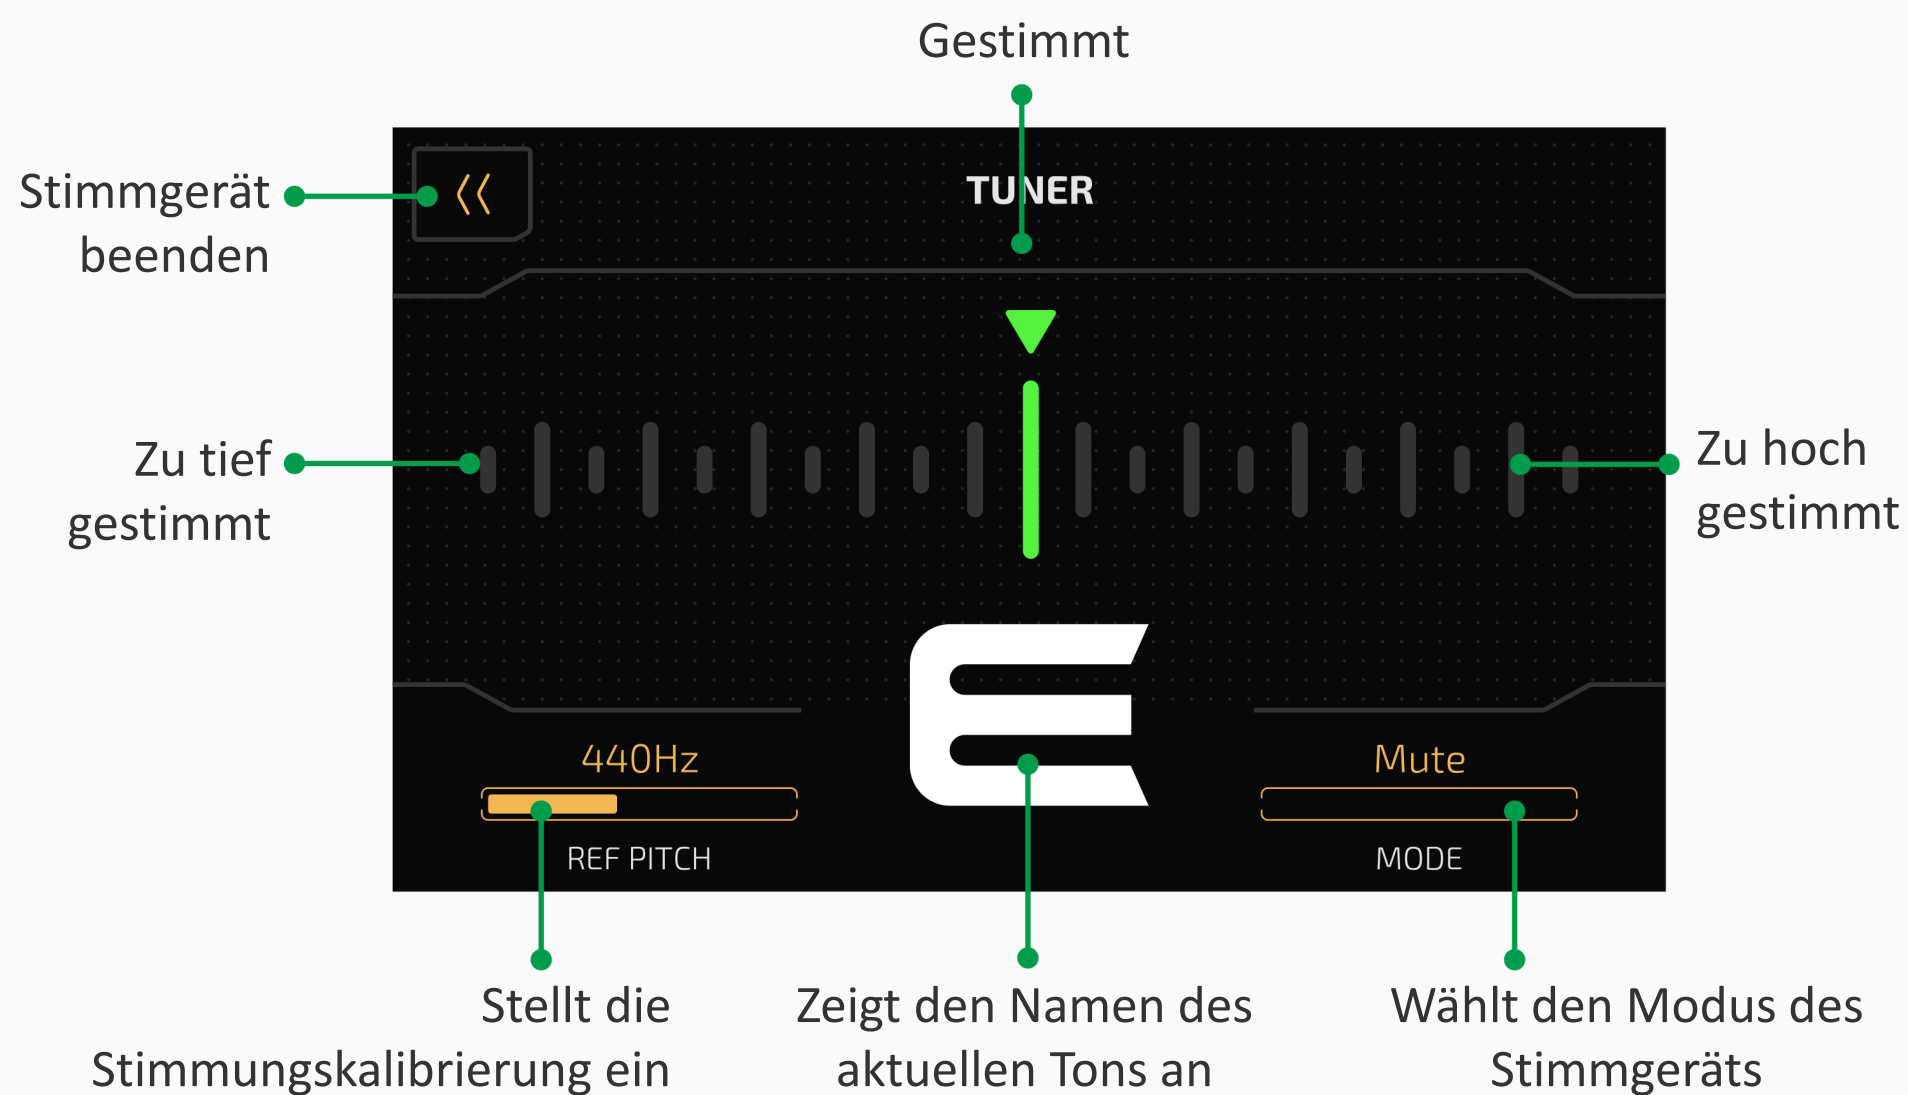 Gestimmt
Stimmgerät
beenden
TUNER
Zu tief
gestimmt
Zu hoch
gestimmt
E
440Hz
Mute
REF PITCH
MODE
Stellt die
Stimmungskalibrierung ein
Zeigt den Namen des
aktuellen Tons an
Wählt den Modus des
Stimmgeräts